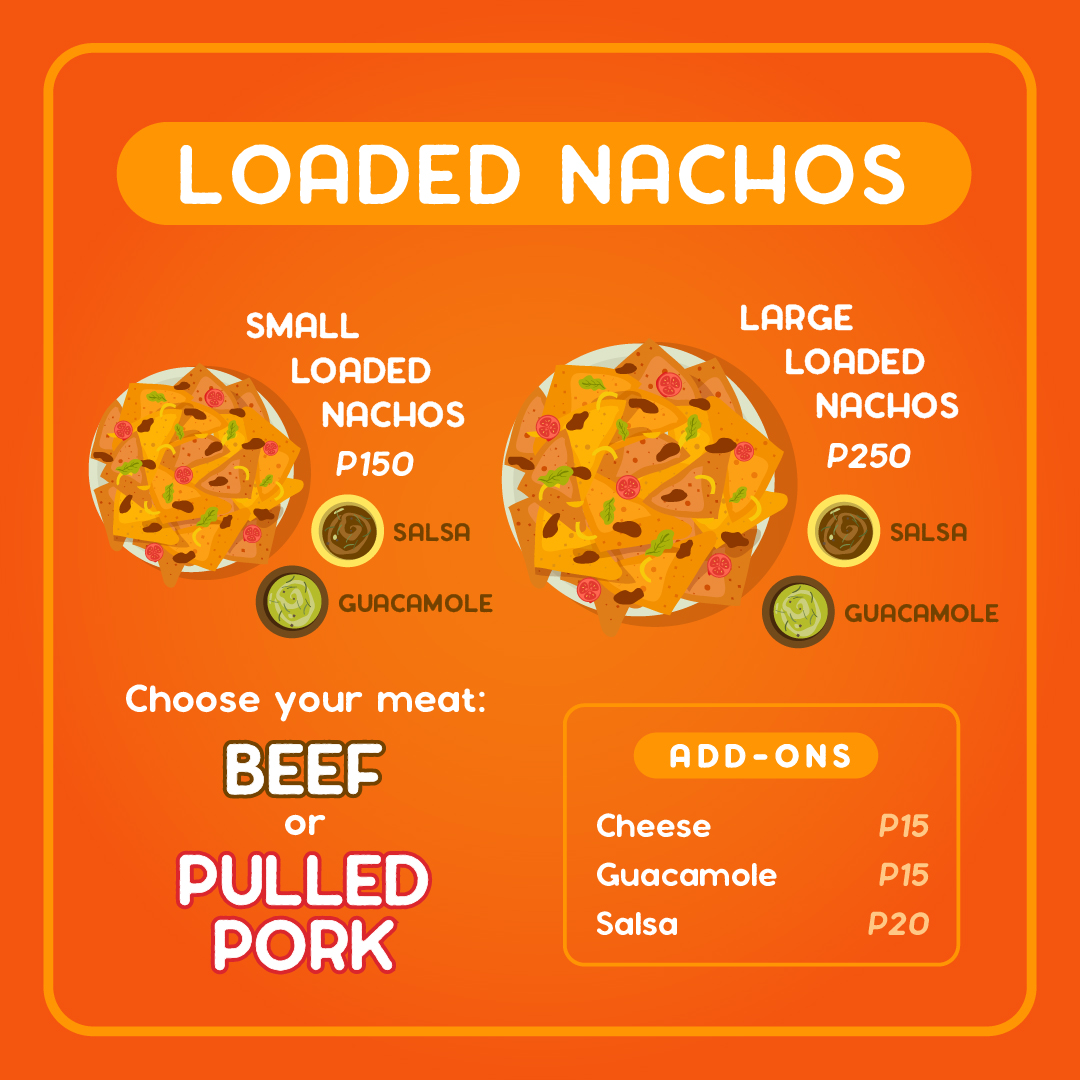 LOADED NACHOS
SMALL
LOADED
NACHOS
P150
SALSA
GUACAMOLE
LARGE
LOADED
NACHOS
P250
SALSA
GUACAMOLE
Choose your meat:
BEEF
or
PULLED
PORK
ADD-ONS
Cheese P15
Guacamole P15
Salsa P20